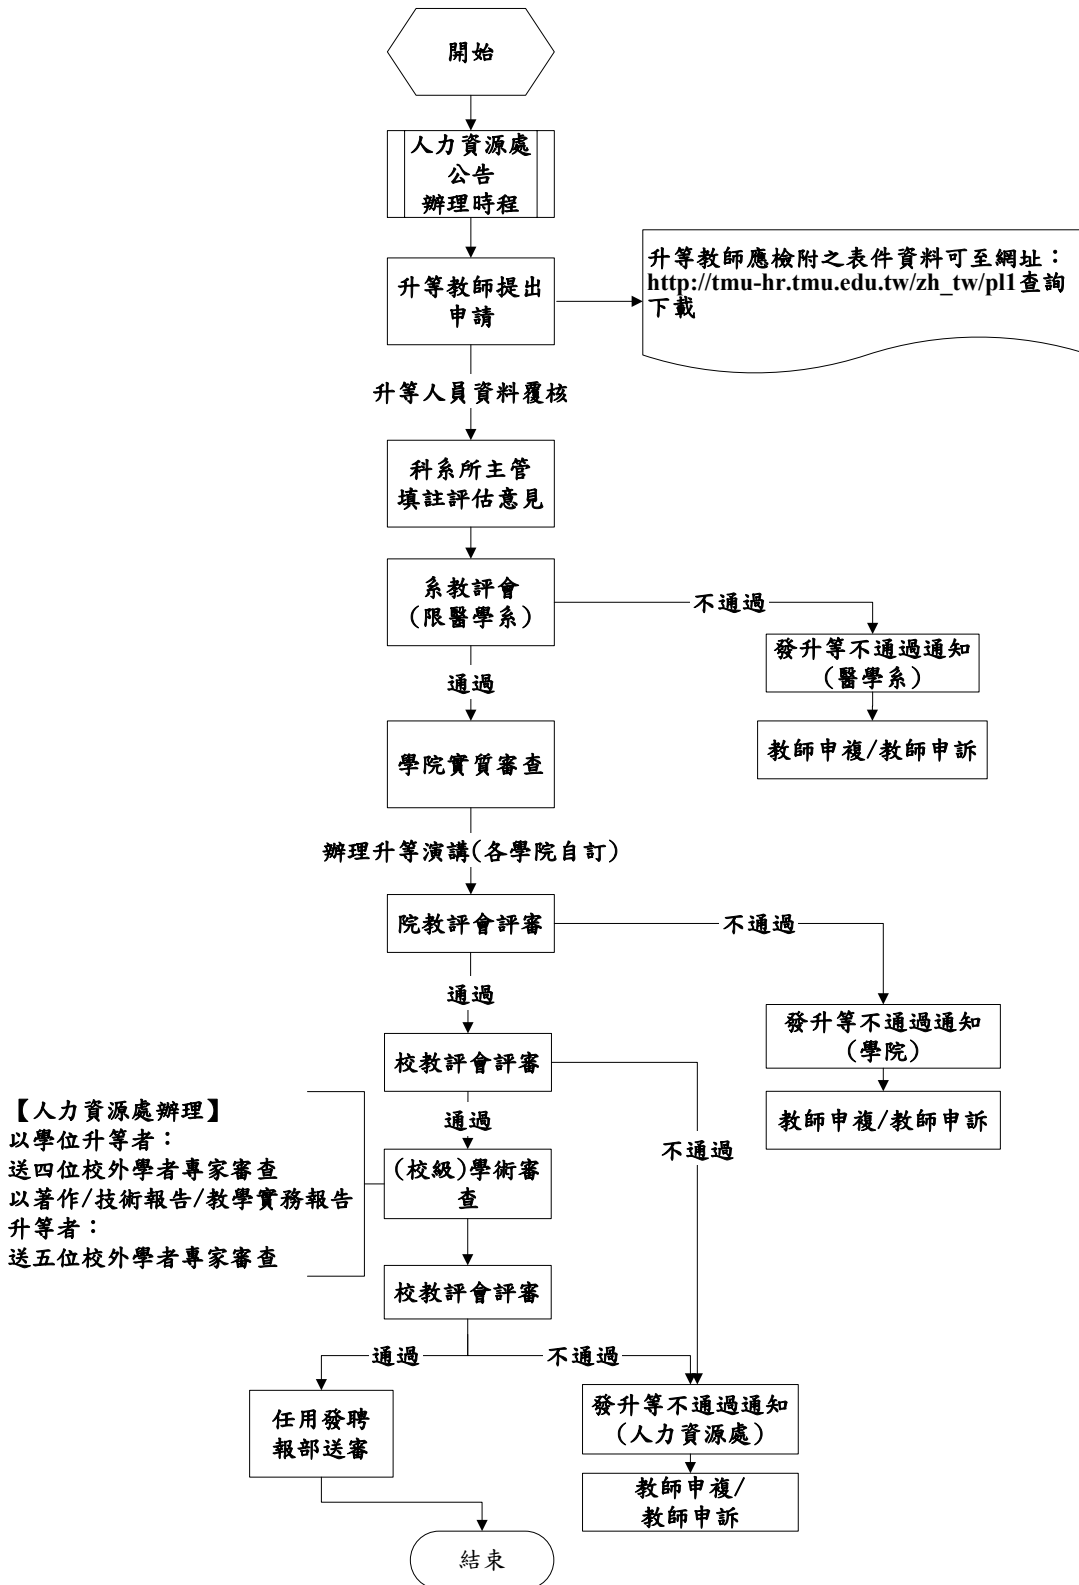 開始
人力資源處
公告
辦理時程
升等教師提出
申請
升等教師應檢附之表件資料可至網址：
http://tmu-hr.tmu.edu.tw/zh_tw/pl1查詢
下載
升等人員資料覆核
科系所主管
填註評估意見
系教評會
(限醫學系)
不通過
發升等不通過通知
(醫學系)
教師申複/教師申訴
通過
學院實質審查
辦理升等演講(各學院自訂)
院教評會評審
不通過
發升等不通過通知
(學院)
教師申複/教師申訴
通過
校教評會評審
不通過
通過
【人力資源處辦理】
以學位升等者：
送四位校外學者專家審查
以著作/技術報告/教學實務報告
升等者：
送五位校外學者專家審查
(校級)學術審
查
校教評會評審
通過
不通過
任用發聘
報部送審
發升等不通過通知
(人力資源處)
教師申複/
教師申訴
結束